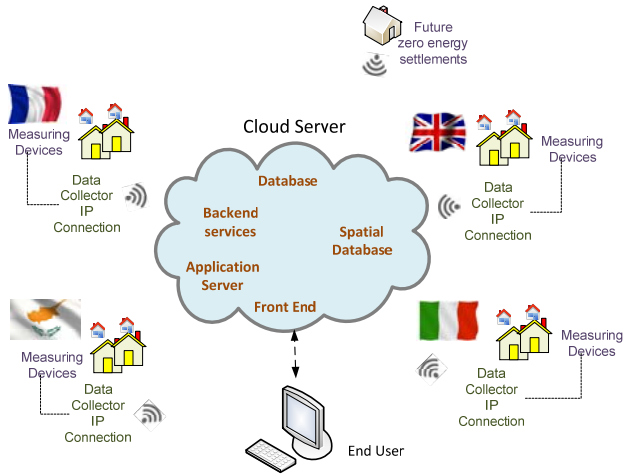 Future
zero energy
settlements
Measuring
Devices
Data
Collector
IP
Connection
Cloud Server
Database
Backend
services
Spatial
Database
Application
Server
Front End
Measuring
Devices
Data
Collector
IP
Connection
Measuring
Devices
Data
Collector
IP
Connection
Measuring
Devices
Data
Collector
IP
Connection
End User